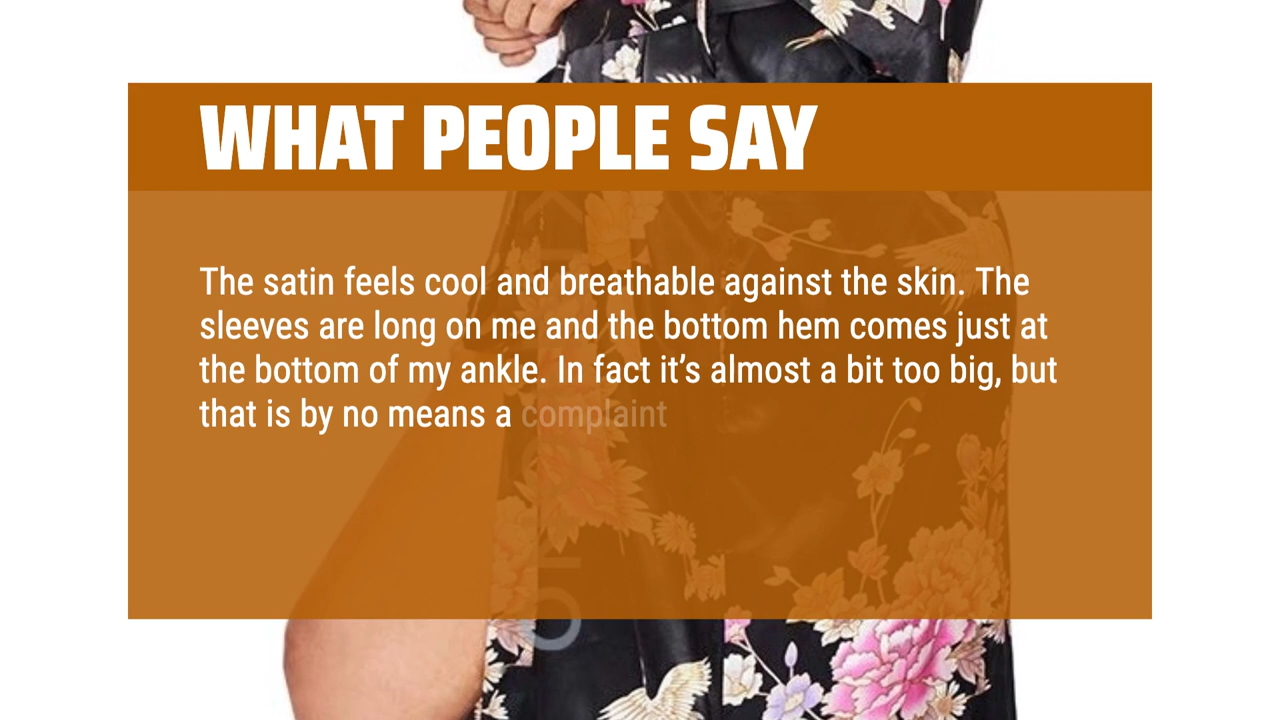 WHAT PEOPLE SAY
The satin feels cool and breathable against the skin. The
sleeves are long on me and the bottom hem comes just at
the bottom of my ankle. In fact it’s almost a bit too big, but
that is by no means a complaint